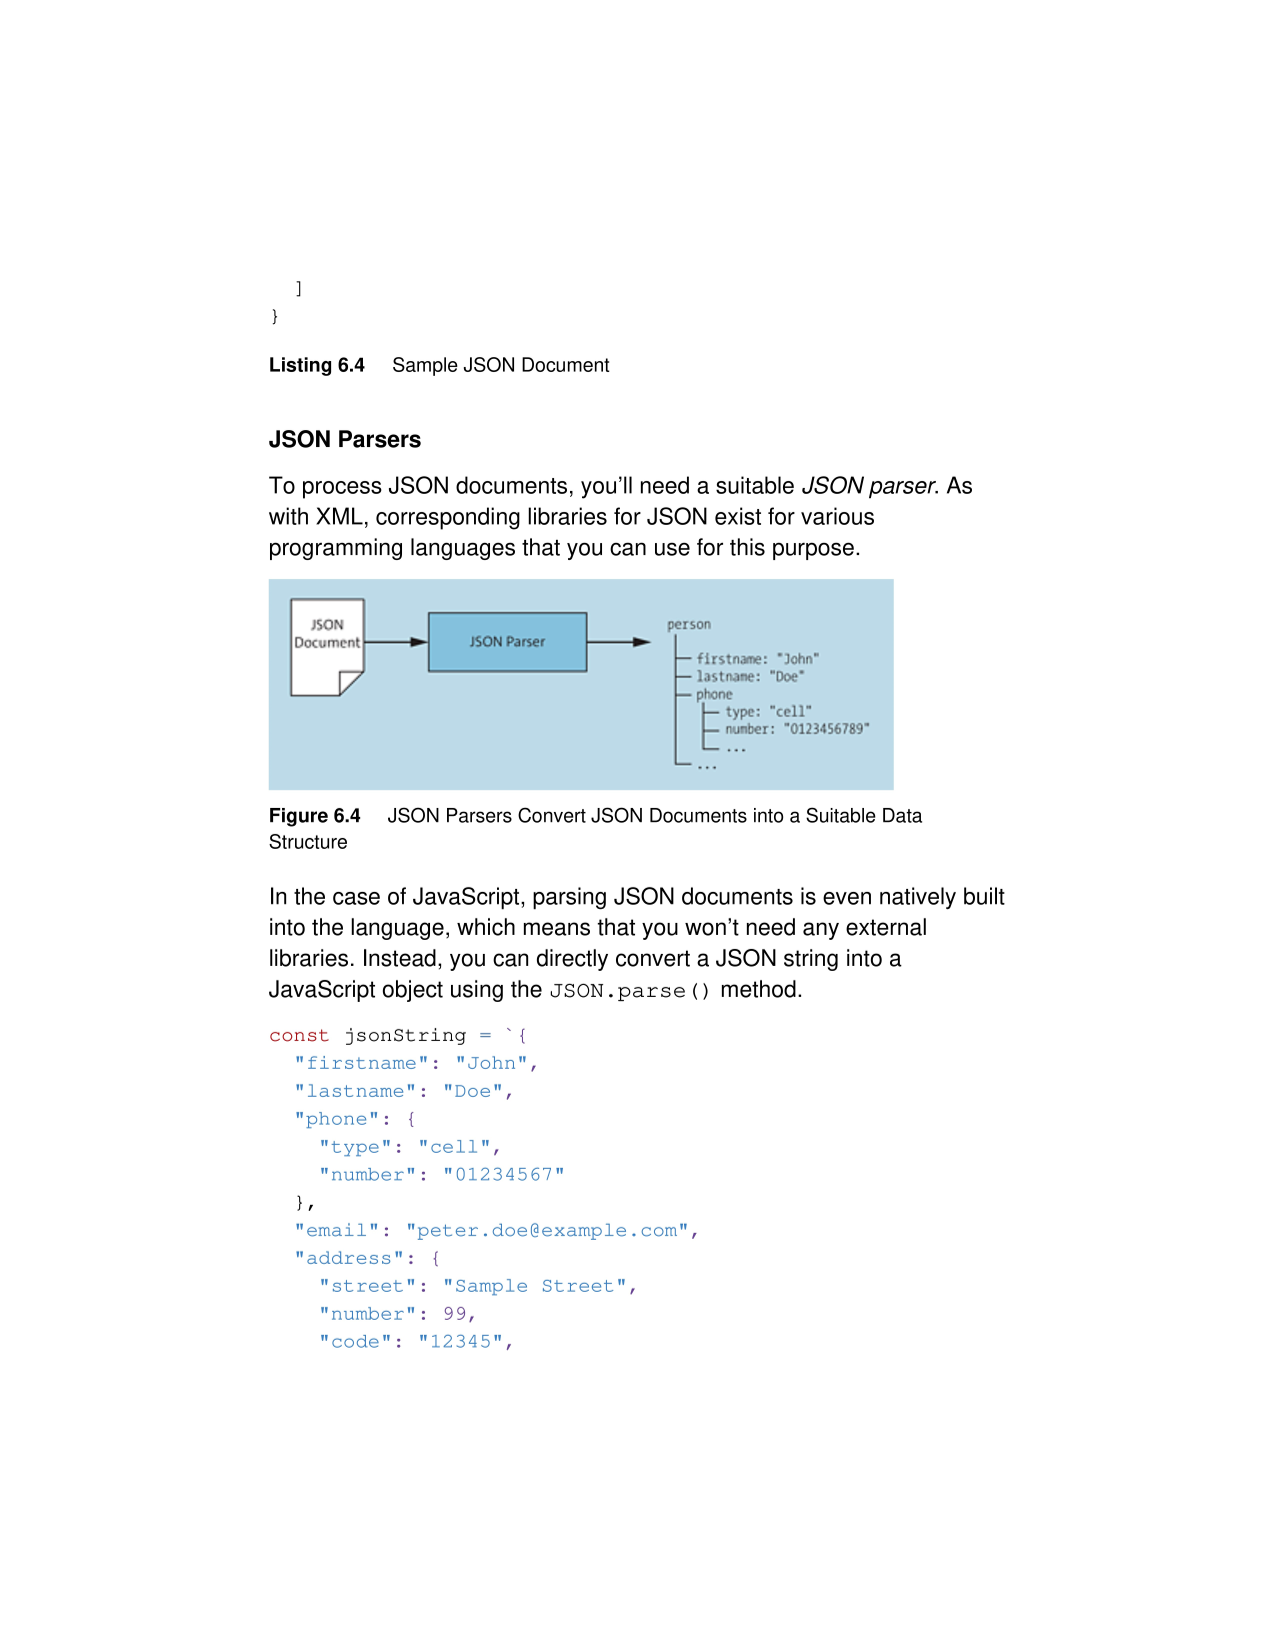 ]
}
Listing 6.4 Sample JSON Document
JSON Parsers
To process JSON documents, you’ll need a suitable JSON parser. As
with XML, corresponding libraries for JSON exist for various
programming languages that you can use for this purpose.
JSON
Document
JSON Parser
person
firstname: "John"
lastname: "Doe"
phone
type: "cell"
number: "0123456789"
...
...
Figure 6.4 JSON Parsers Convert JSON Documents into a Suitable Data
Structure
In the case of JavaScript, parsing JSON documents is even natively built
into the language, which means that you won’t need any external
libraries. Instead, you can directly convert a JSON string into a
JavaScript object using the JSON.parse() method.
const jsonString = `{
  "firstname": "John",
  "lastname": "Doe",
  "phone": {
    "type": "cell",
    "number": "01234567"
  },
  "email": "peter.doe@example.com",
  "address": {
    "street": "Sample Street",
    "number": 99,
    "code": "12345",